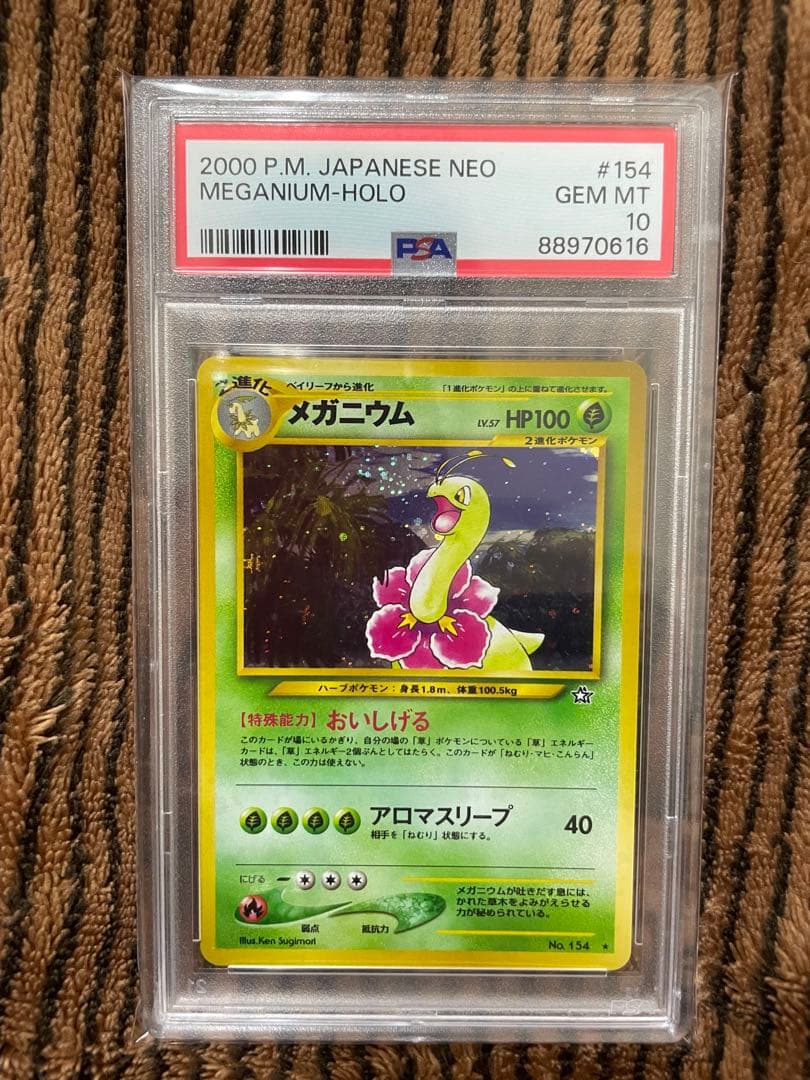 2000 P.M. JAPANESE NEO #154
MEGANIUM-HOLO GEM MT
10
PSA 88970616
2進化
ベイリーフから進化 「1進化ポケモン」の上に重ねて進化させます。
メガニウム LV.57 HP100
2進化ポケモン
ハーブポケモン：身長1.8m、体重100.5kg
【特殊能力】おいしげる
このカードが場にいるかぎり、自分の場の「草」ポケモンについている「草」エネルギー
カードは、「草」エネルギー2個ぶんとしてはたらく。このカードが「ねむり・マヒ・こんらん」
状態のとき、この力は使えない。
アロマスリープ 40
相手を「ねむり」状態にする。
にげる
弱点 抵抗力
メガニウムが吐きだす息には、
かれた草木をよみがえらせる
力が秘められている。
Illus.Ken Sugimori
No. 154 ★